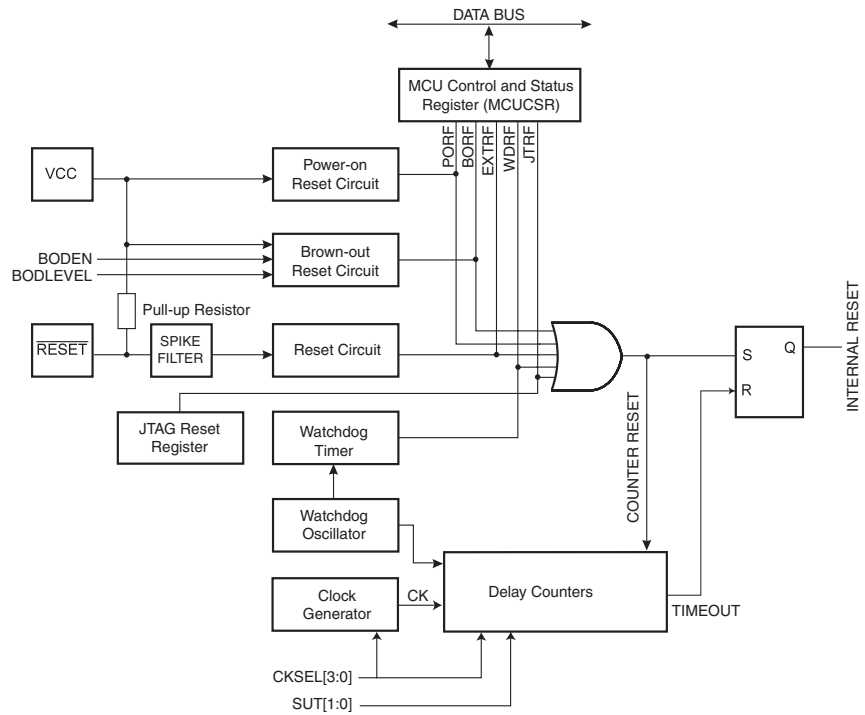 DATA BUS
MCU Control and Status
Register (MCUCSR)
PORF
BORF
EXTRF
WDRF
JTRF
VCC
Power-on
Reset Circuit
BODEN
BODLEVEL
Brown-out
Reset Circuit
Pull-up Resistor
RESET
SPIKE
FILTER
Reset Circuit
JTAG Reset
Register
Watchdog
Timer
Watchdog
Oscillator
Clock
Generator
CK
Delay Counters
COUNTER RESET
TIMEOUT
S
R
Q
INTERNAL RESET
CKSEL[3:0]
SUT[1:0]